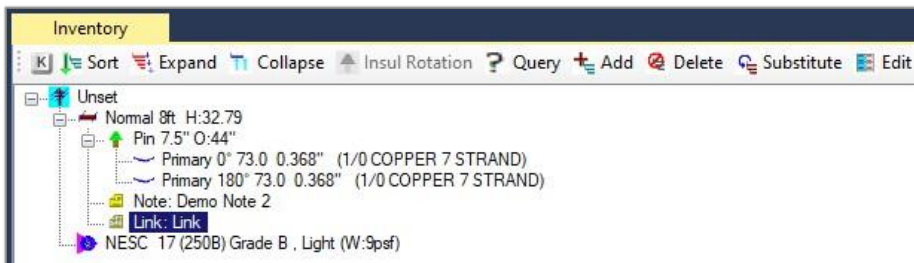 Inventory
K Sort Expand Collapse Insul Rotation ? Query Add Delete Substitute Edit
Unset
Normal 8ft H:32.79
Pin 7.5" O:44"
Primary 0° 73.0 0.368" (1/0 COPPER 7 STRAND)
Primary 180° 73.0 0.368" (1/0 COPPER 7 STRAND)
Note: Demo Note 2
Link: Link
NESC 17 (250B) Grade B , Light (W:9psf)